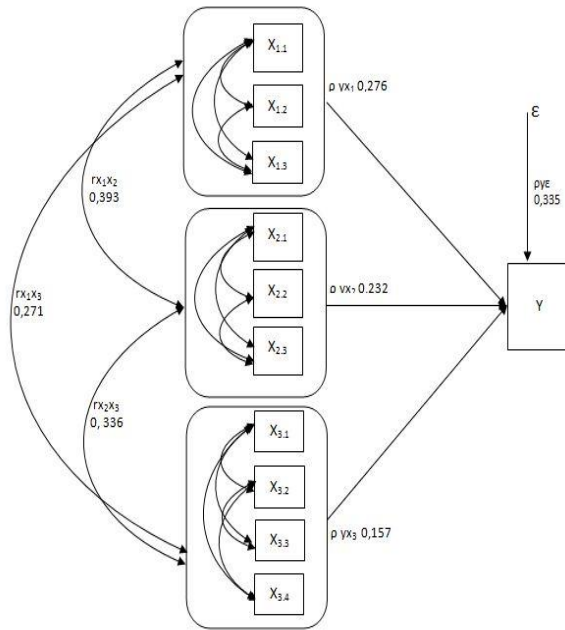 X1.1
ρ yx1 0,276
X1.2
X1.3
ε
rx1x2
0,393
ρyε
0,335
X2.1
rx1x3
0,271
X2.2
ρ yx2 0.232
Y
X2.3
rx2x3
0, 336
X3.1
X3.2
X3.3
ρ yx3 0,157
X3.4